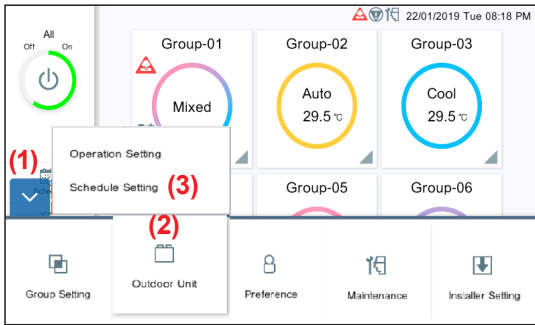 22/01/2019 Tue 08:18 PM
All
Off On
Group-01
Group-02
Group-03
Mixed
Auto
29.5 ℃
Cool
29.5 ℃
Operation Setting
Schedule Setting (3)
(1)
Group-05
Group-06
(2)
Group Setting
Outdoor Unit
Preference
Maintenance
Installer Setting